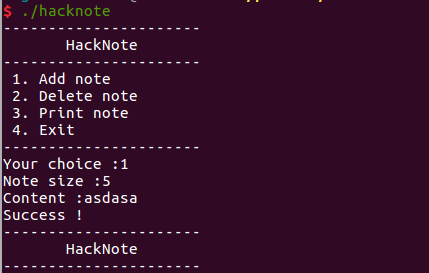 $ ./hacknote
----------------------
       HackNote
----------------------
 1. Add note
 2. Delete note
 3. Print note
 4. Exit
----------------------
Your choice :1
Note size :5
Content :asdasa
Success !
----------------------
       HackNote
----------------------